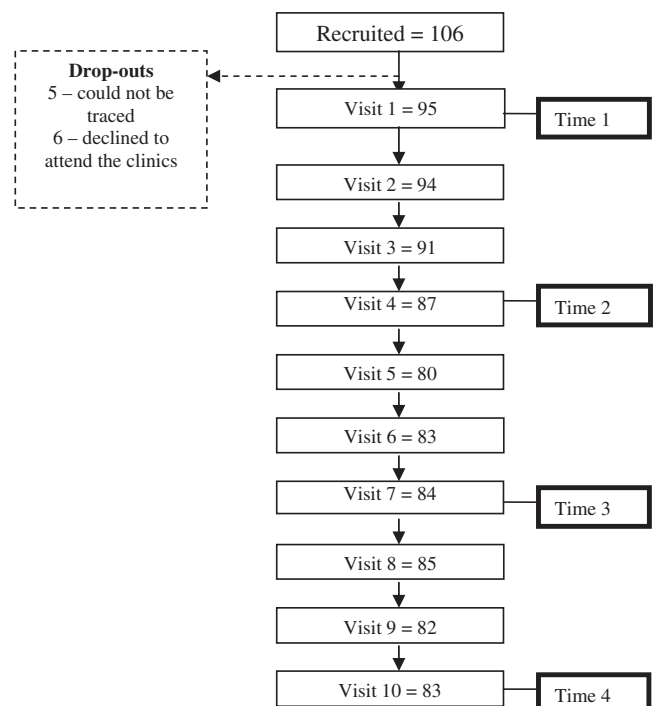 Recruited = 106
Drop-outs
5 – could not be
traced
6 – declined to
attend the clinics
Visit 1 = 95
Time 1
Visit 2 = 94
Visit 3 = 91
Visit 4 = 87
Time 2
Visit 5 = 80
Visit 6 = 83
Visit 7 = 84
Time 3
Visit 8 = 85
Visit 9 = 82
Visit 10 = 83
Time 4